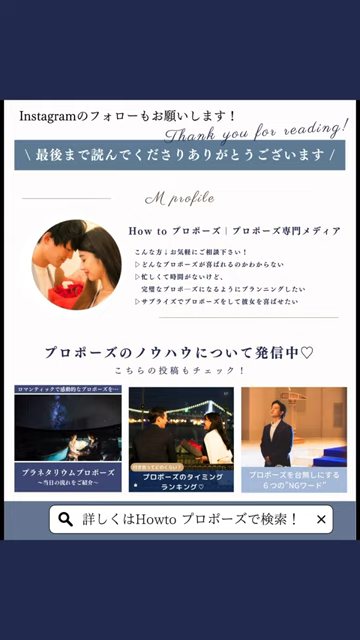 Instagramのフォローもお願いします！
Thank you for reading!
\ 最後まで読んでくださりありがとうございます /
M profile
How to プロポーズ｜プロポーズ専門メディア
こんな方↓お気軽にご相談下さい！
▷どんなプロポーズが喜ばれるのかわからない
▷忙しくて時間がないけど、
完璧なプロポーズになるようにプランニングしたい
▷サプライズでプロポーズをして彼女を喜ばせたい
プロポーズのノウハウについて発信中♡
こちらの投稿もチェック！
ロマンティックで感動的なプロポーズを…
プラネタリウムプロポーズ
～当日の流れをご紹介～
付き合ってどのくらい？
プロポーズのタイミング
ランキング♡
プロポーズを台無しにする
６つの"NGワード"
詳しくはHowto プロポーズで検索！ ×